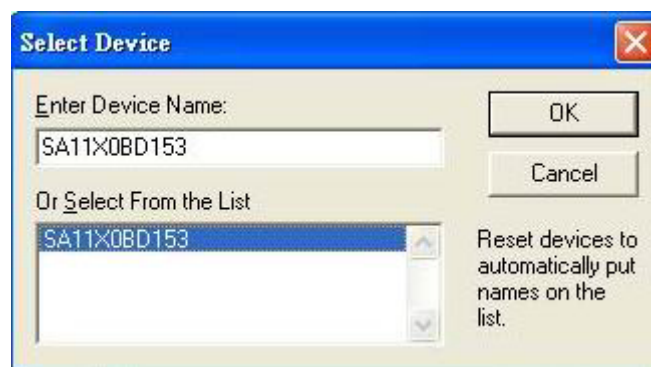 Select Device
Enter Device Name:
OK
SA11X0BD153
Cancel
Or Select From the List
SA11X0BD153
Reset devices to
automatically put
names on the
list.